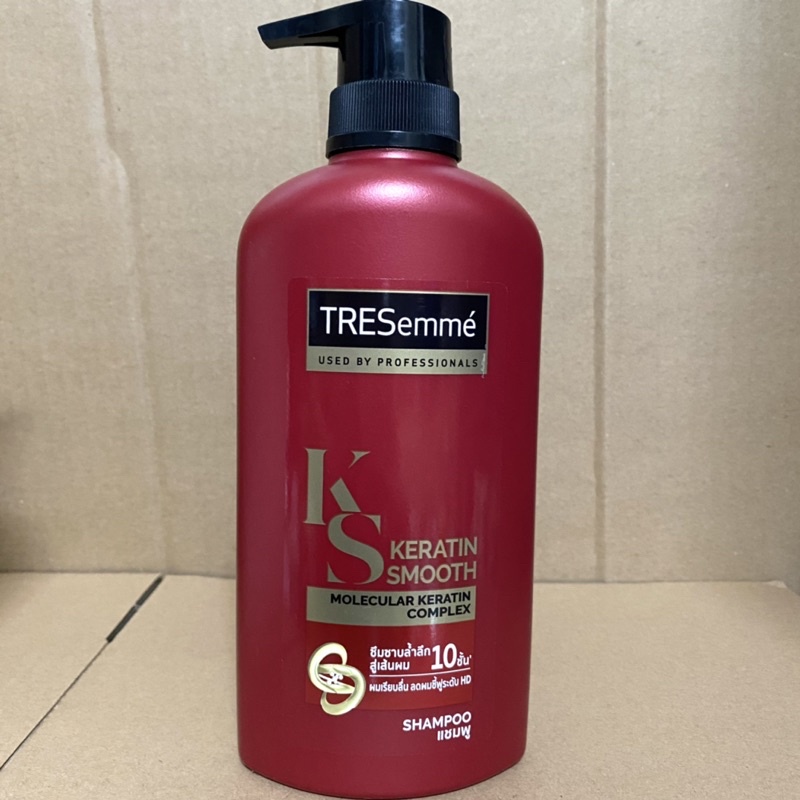 TRESemmé
USED BY PROFESSIONALS
KS
KERATIN
SMOOTH
MOLECULAR KERATIN
COMPLEX
ซึมซาบล้ำลึก
สู่เส้นผม 10 ชั้น*
ผมเรียบลื่น ลดผมชี้ฟูระดับ HD
SHAMPOO
แชมพู